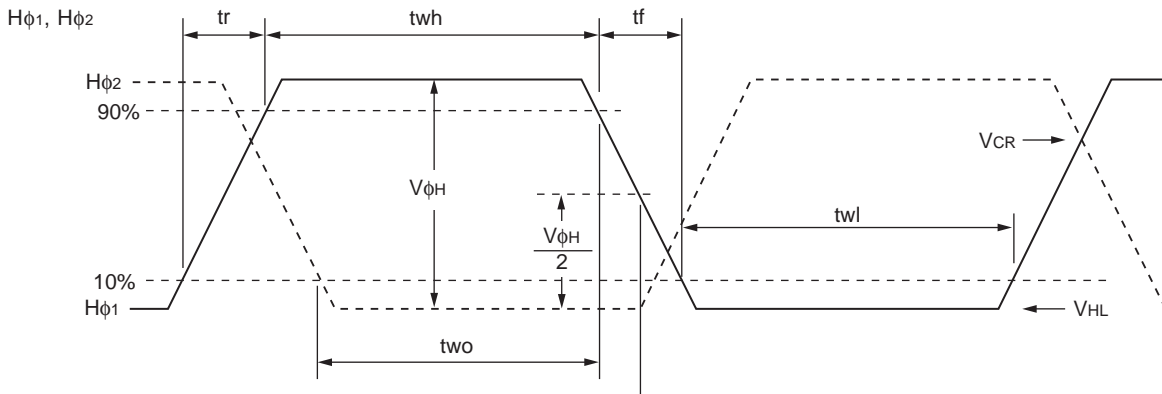 Hφ1, Hφ2
tr
twh
tf
Hφ2
90%
VCR
VφH
VφH
2
twl
10%
Hφ1
VHL
two